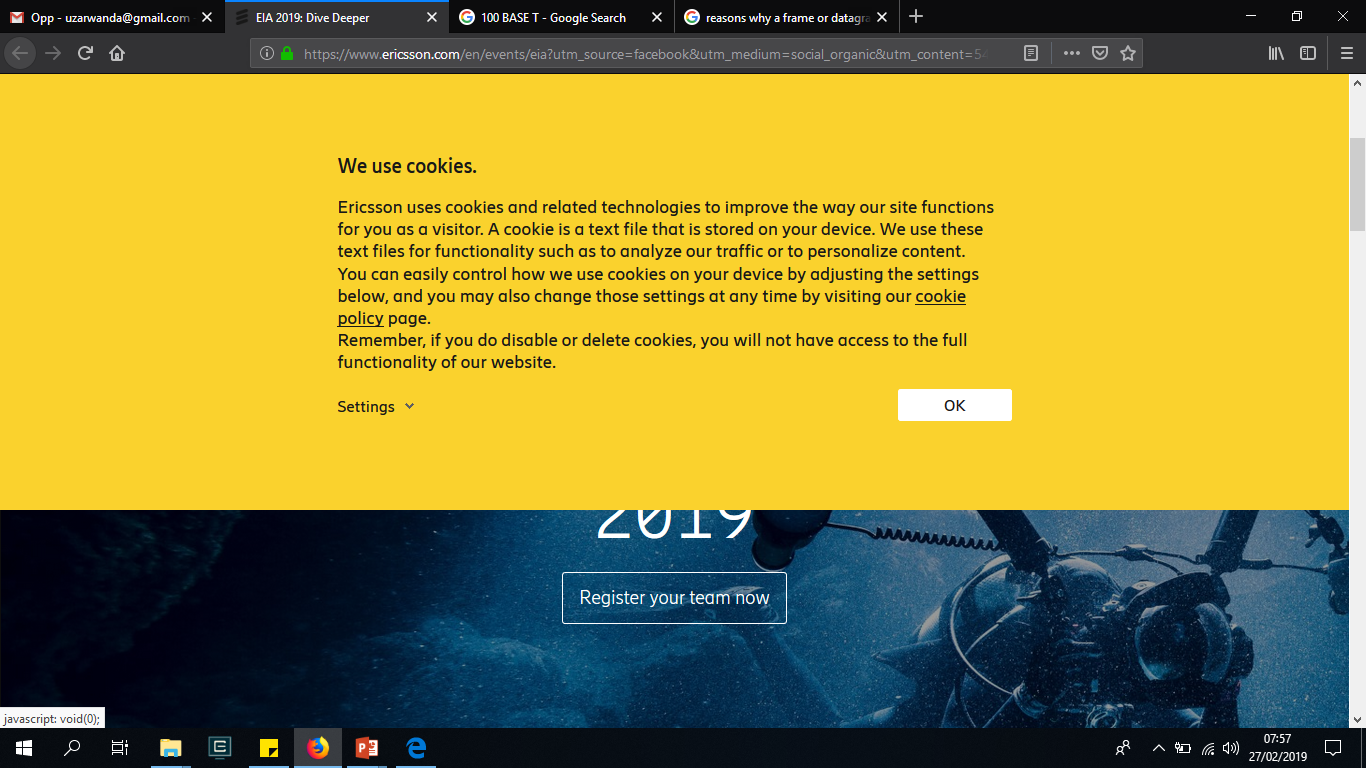 Opp - uzarwanda@gmail.com
EIA 2019: Dive Deeper
100 BASE T - Google Search
reasons why a frame or datagra
https://www.ericsson.com/en/events/eia?utm_source=facebook&utm_medium=social_organic&utm_content=54
We use cookies.
Ericsson uses cookies and related technologies to improve the way our site functions
for you as a visitor. A cookie is a text file that is stored on your device. We use these
text files for functionality such as to analyze our traffic or to personalize content.
You can easily control how we use cookies on your device by adjusting the settings
below, and you may also change those settings at any time by visiting our cookie
policy page.
Remember, if you do disable or delete cookies, you will not have access to the full
functionality of our website.
Settings
OK
2019
Register your team now
javascript: void(0);
07:57
27/02/2019